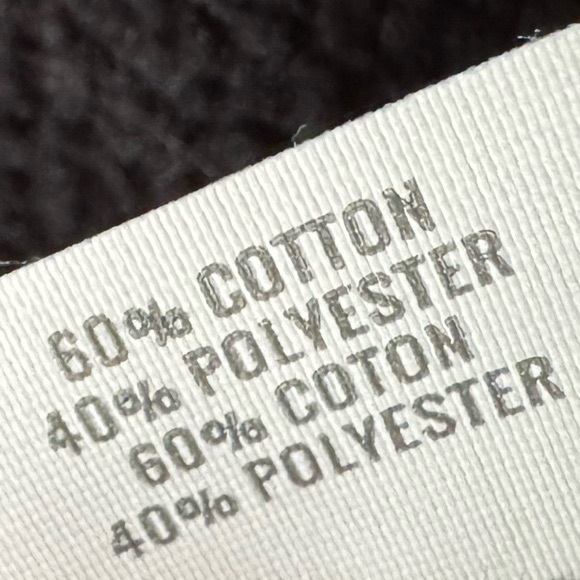 60% COTTON
40% POLYESTER
60% COTON
40% POLYESTER